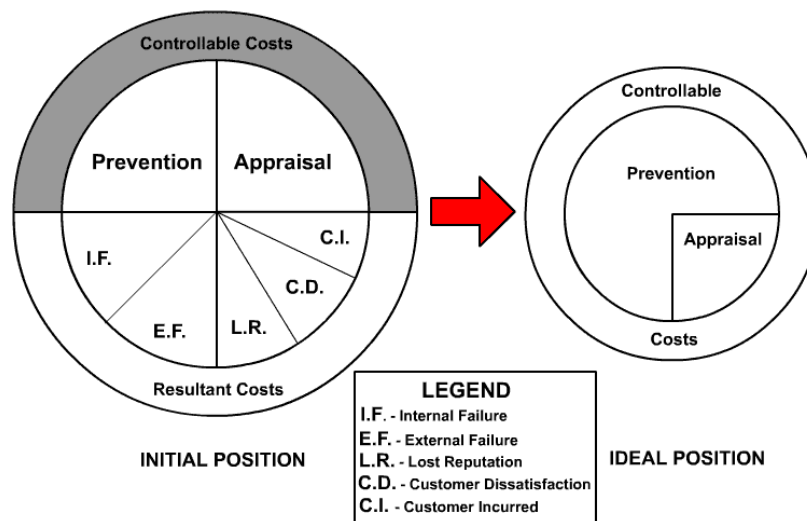 Controllable Costs
Prevention
Appraisal
I.F.
E.F.
L.R.
C.D.
C.I.
Resultant Costs
INITIAL POSITION
Controllable
Prevention
Appraisal
Costs
IDEAL POSITION
LEGEND
I.F. - Internal Failure
E.F. - External Failure
L.R. - Lost Reputation
C.D. - Customer Dissatisfaction
C.I. - Customer Incurred